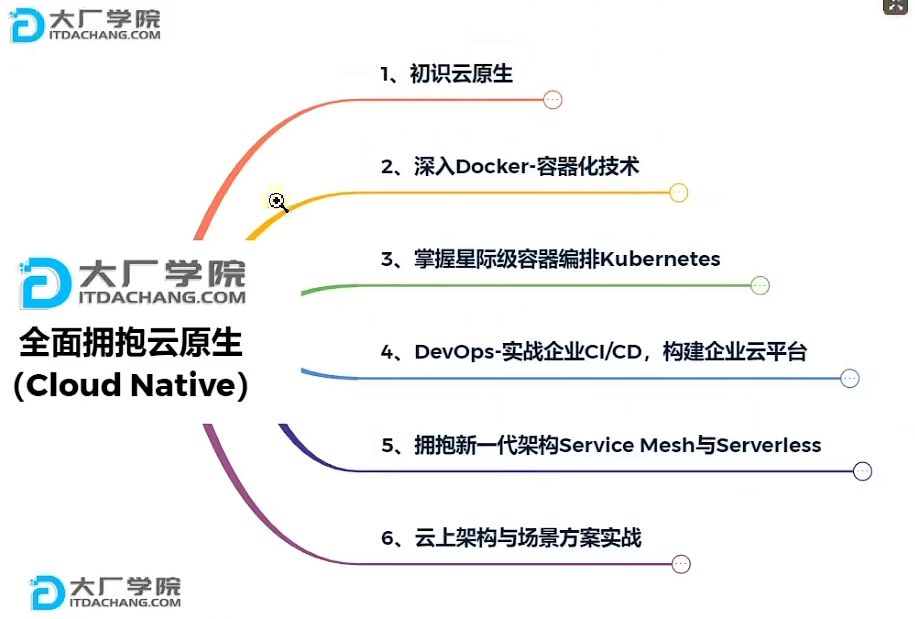 大厂学院
ITDACHANG.COM
1、初识云原生
2、深入Docker-容器化技术
3、掌握星际级容器编排Kubernetes
大厂学院
ITDACHANG.COM
全面拥抱云原生
（Cloud Native）
4、DevOps-实战企业CI/CD，构建企业云平台
5、拥抱新一代架构Service Mesh与Serverless
6、云上架构与场景方案实战
大厂学院
ITDACHANG.COM